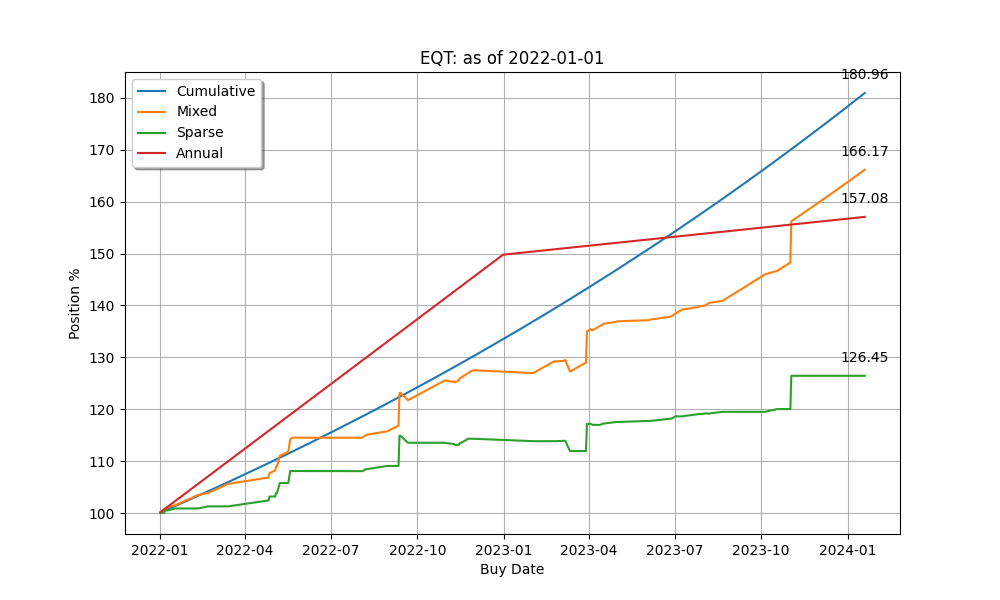 EQT: as of 2022-01-01
180.96
180
Cumulative
Mixed
Sparse
Annual
170
166.17
160
157.08
150
140
130
126.45
120
110
100
Position %
2022-01 2022-04 2022-07 2022-10 2023-01 2023-04 2023-07 2023-10 2024-01
Buy Date